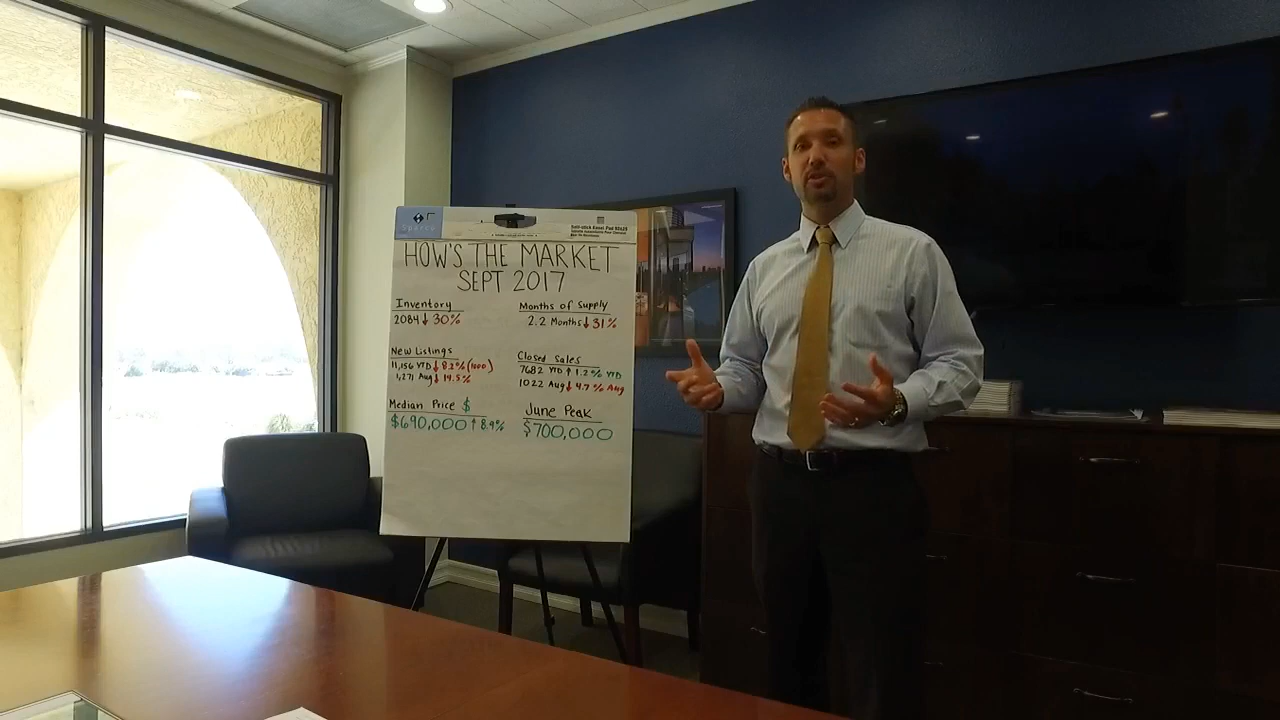 Sparco
HOW'S THE MARKET
SEPT 2017
Inventory
2084 ↓ 30%
Months of Supply
2.2 Months ↓ 31%
New Listings
11,156 YTD ↓ 8.2% (1000)
1,271 Aug ↓ 14.5%
Closed Sales
7682 YTD ↑ 1.2% YTD
1022 Aug ↓ 4.7% Aug
Median Price $
$690,000 ↑ 8.9%
June Peak
$700,000